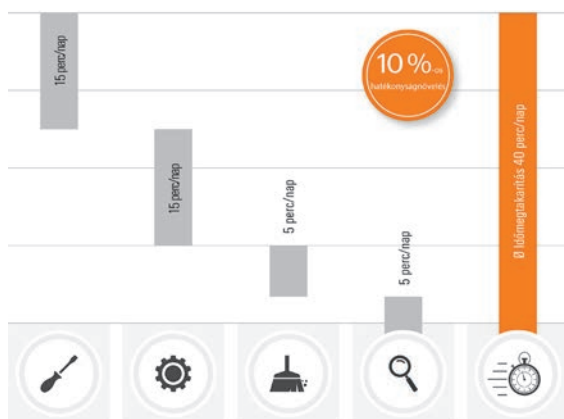 15 perc/nap
15 perc/nap
5 perc/nap
5 perc/nap
10 %-os
hatékonyságnövelés
Ø Időmegtakarítás 40 perc/nap